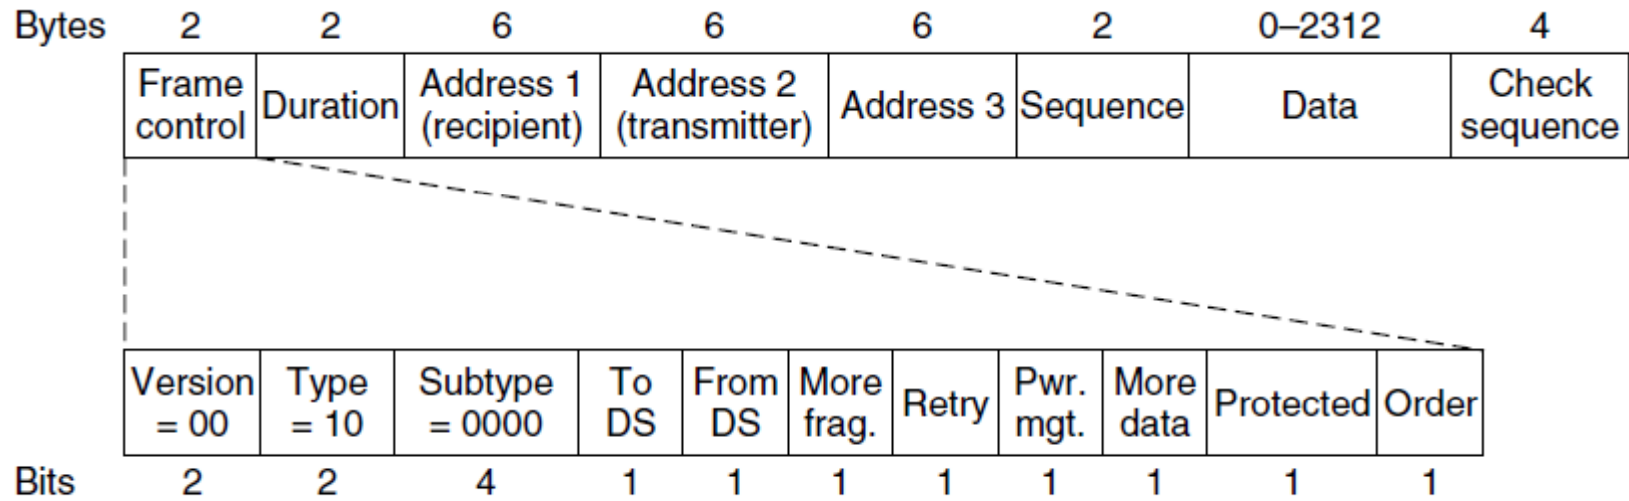 Bytes 2 2 6 6 6 2 0–2312 4
Frame control Duration Address 1 (recipient) Address 2 (transmitter) Address 3 Sequence Data Check sequence
Version = 00 Type = 10 Subtype = 0000 To DS From DS More frag. Retry Pwr. mgt. More data Protected Order
Bits 2 2 4 1 1 1 1 1 1 1 1